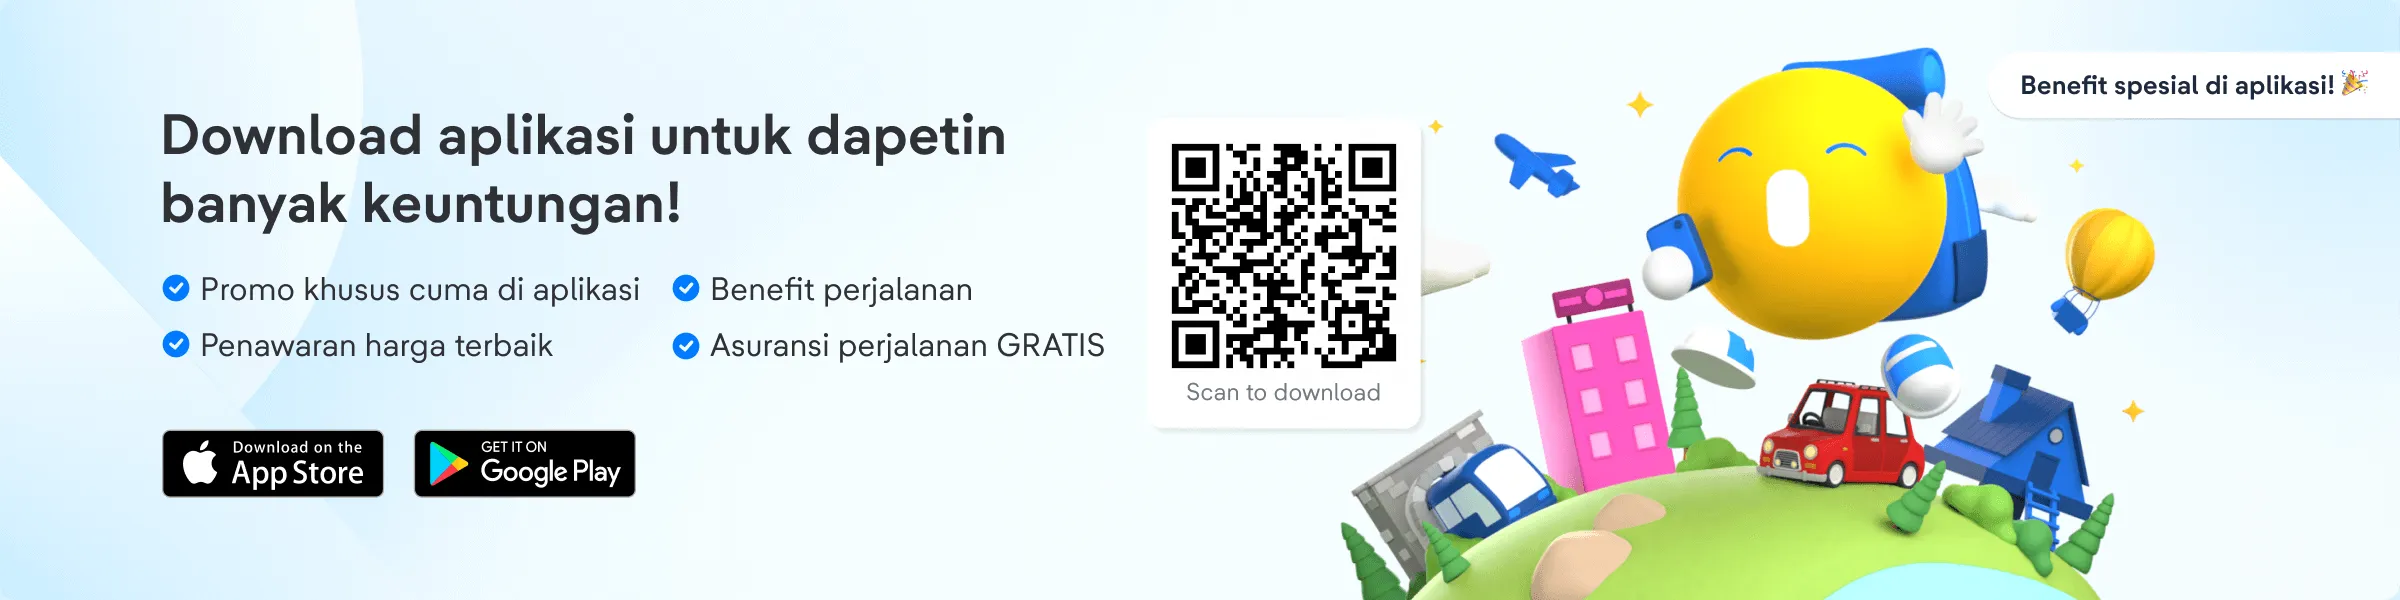 Download aplikasi untuk dapetin
banyak keuntungan!
Promo khusus cuma di aplikasi
Benefit perjalanan
Penawaran harga terbaik
Asuransi perjalanan GRATIS
Download on the
App Store
GET IT ON
Google Play
Scan to download
Benefit spesial di aplikasi! 🎉